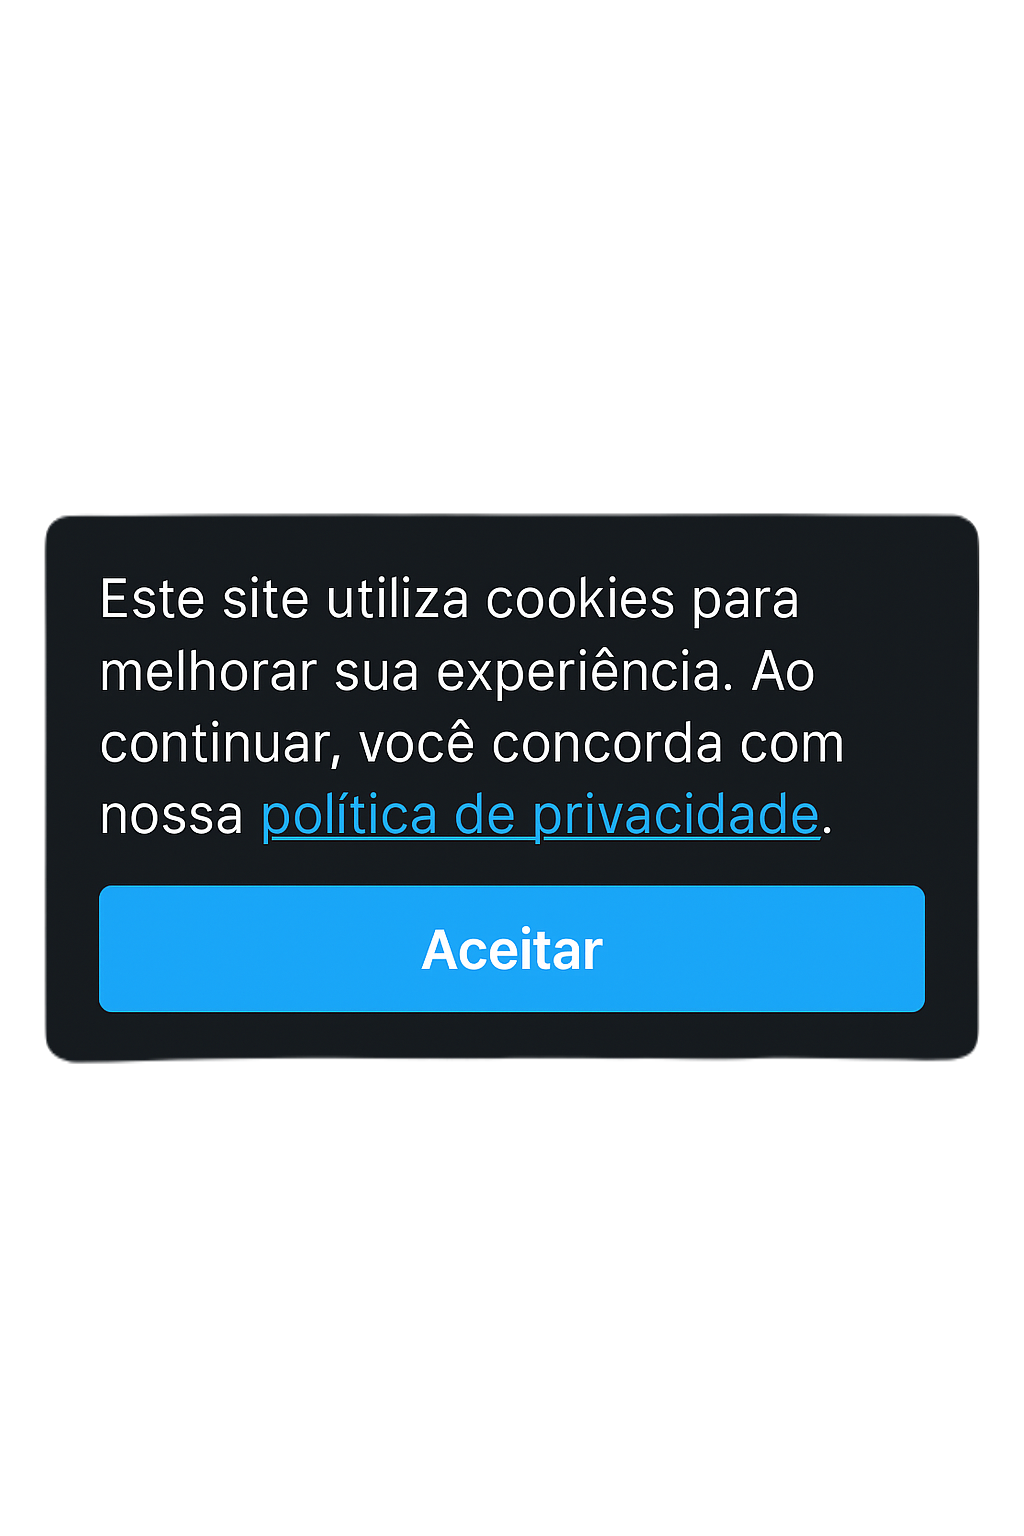 Este site utiliza cookies para
melhorar sua experiência. Ao
continuar, você concorda com
nossa política de privacidade.
Aceitar